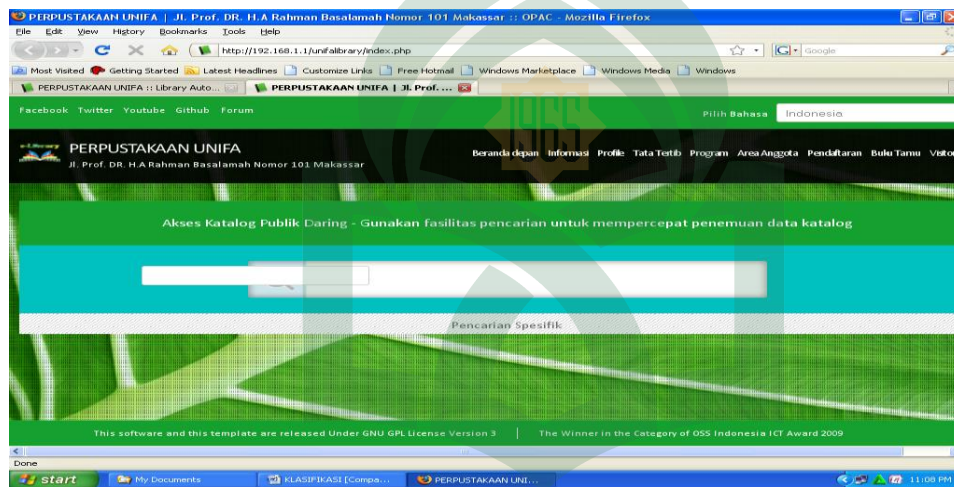 PERPUSTAKAAN UNIFA | Jl. Prof. DR. H.A Rahman Basalamah Nomor 101 Makassar :: OPAC - Mozilla Firefox
File Edit View History Bookmarks Tools Help
http://192.168.1.1/unifalibrary/index.php
G Google
Most Visited Getting Started Latest Headlines Customize Links Free Hotmail Windows Marketplace Windows Media Windows
PERPUSTAKAAN UNIFA :: Library Auto... PERPUSTAKAAN UNIFA | Jl. Prof. ...
Facebook Twitter Youtube Github Forum Pilih Bahasa Indonesia
1965
PERPUSTAKAAN UNIFA
Jl. Prof. DR. H.A Rahman Basalamah Nomor 101 Makassar
Beranda depan Informasi Profile Tata Tertib Program Area Anggota Pendaftaran Buku Tamu Visitor
Akses Katalog Publik Daring - Gunakan fasilitas pencarian untuk mempercepat penemuan data katalog
Pencarian Spesifik
This software and this template are released Under GNU GPL License Version 3 | The Winner in the Category of OSS Indonesia ICT Award 2009
Done
start My Documents KLASIFIKASI [Compa... PERPUSTAKAAN UNI... 11:08 PM